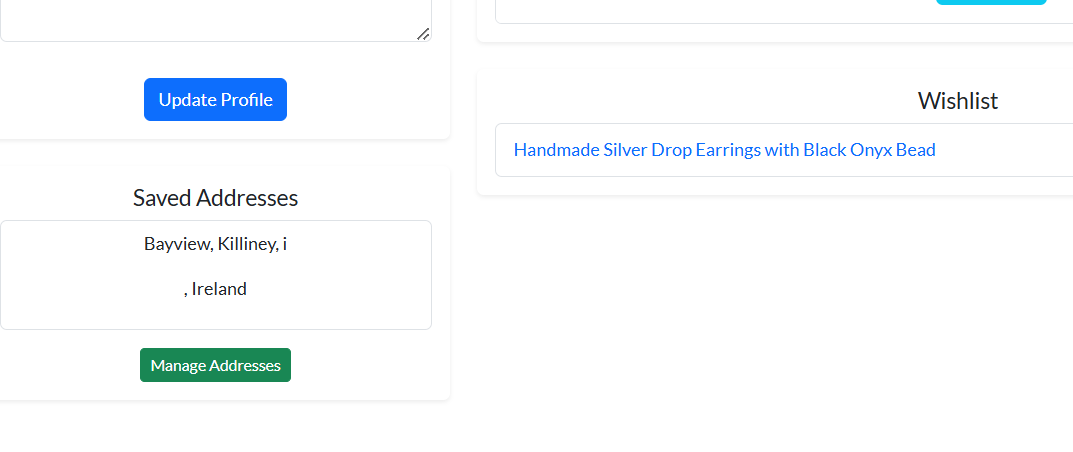 Update Profile
Saved Addresses
Bayview, Killiney, i
, Ireland
Manage Addresses
Wishlist
Handmade Silver Drop Earrings with Black Onyx Bead